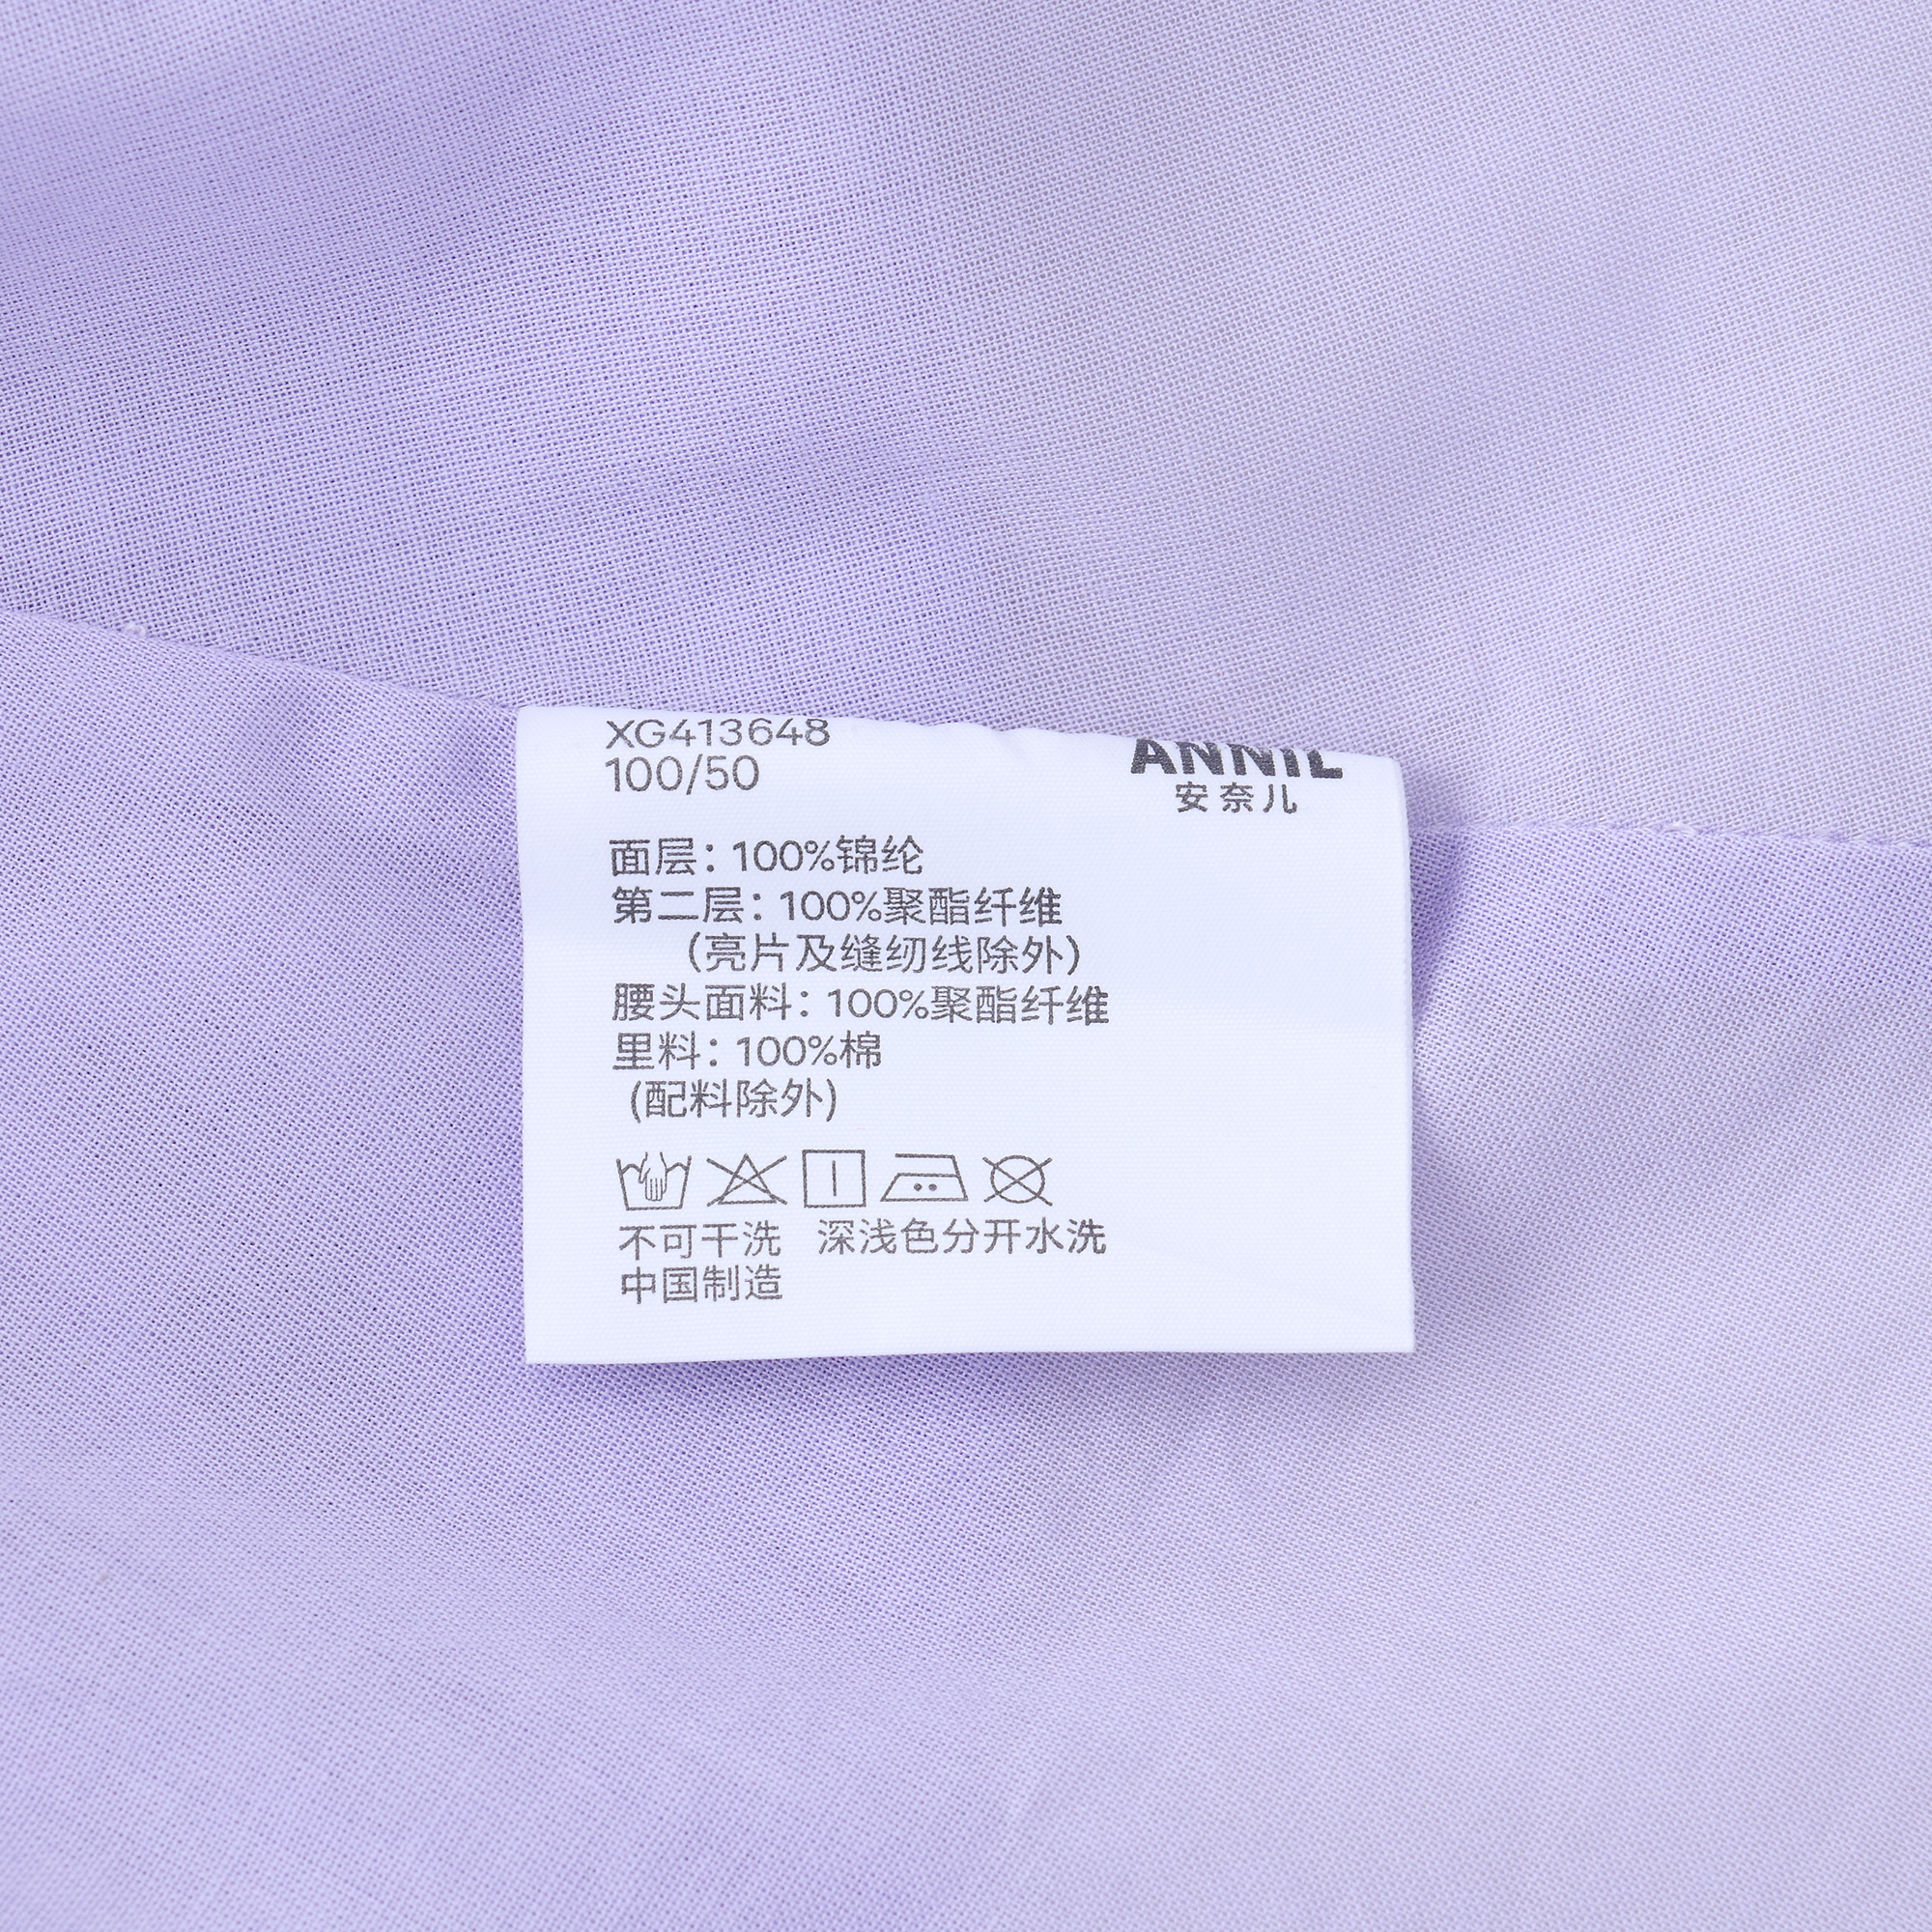 XG413648
100/50
ANNIL
安奈儿
面层：100%锦纶
第二层：100%聚酯纤维
（亮片及缝纫线除外）
腰头面料：100%聚酯纤维
里料：100%棉
(配料除外)
不可干洗 深浅色分开水洗
中国制造